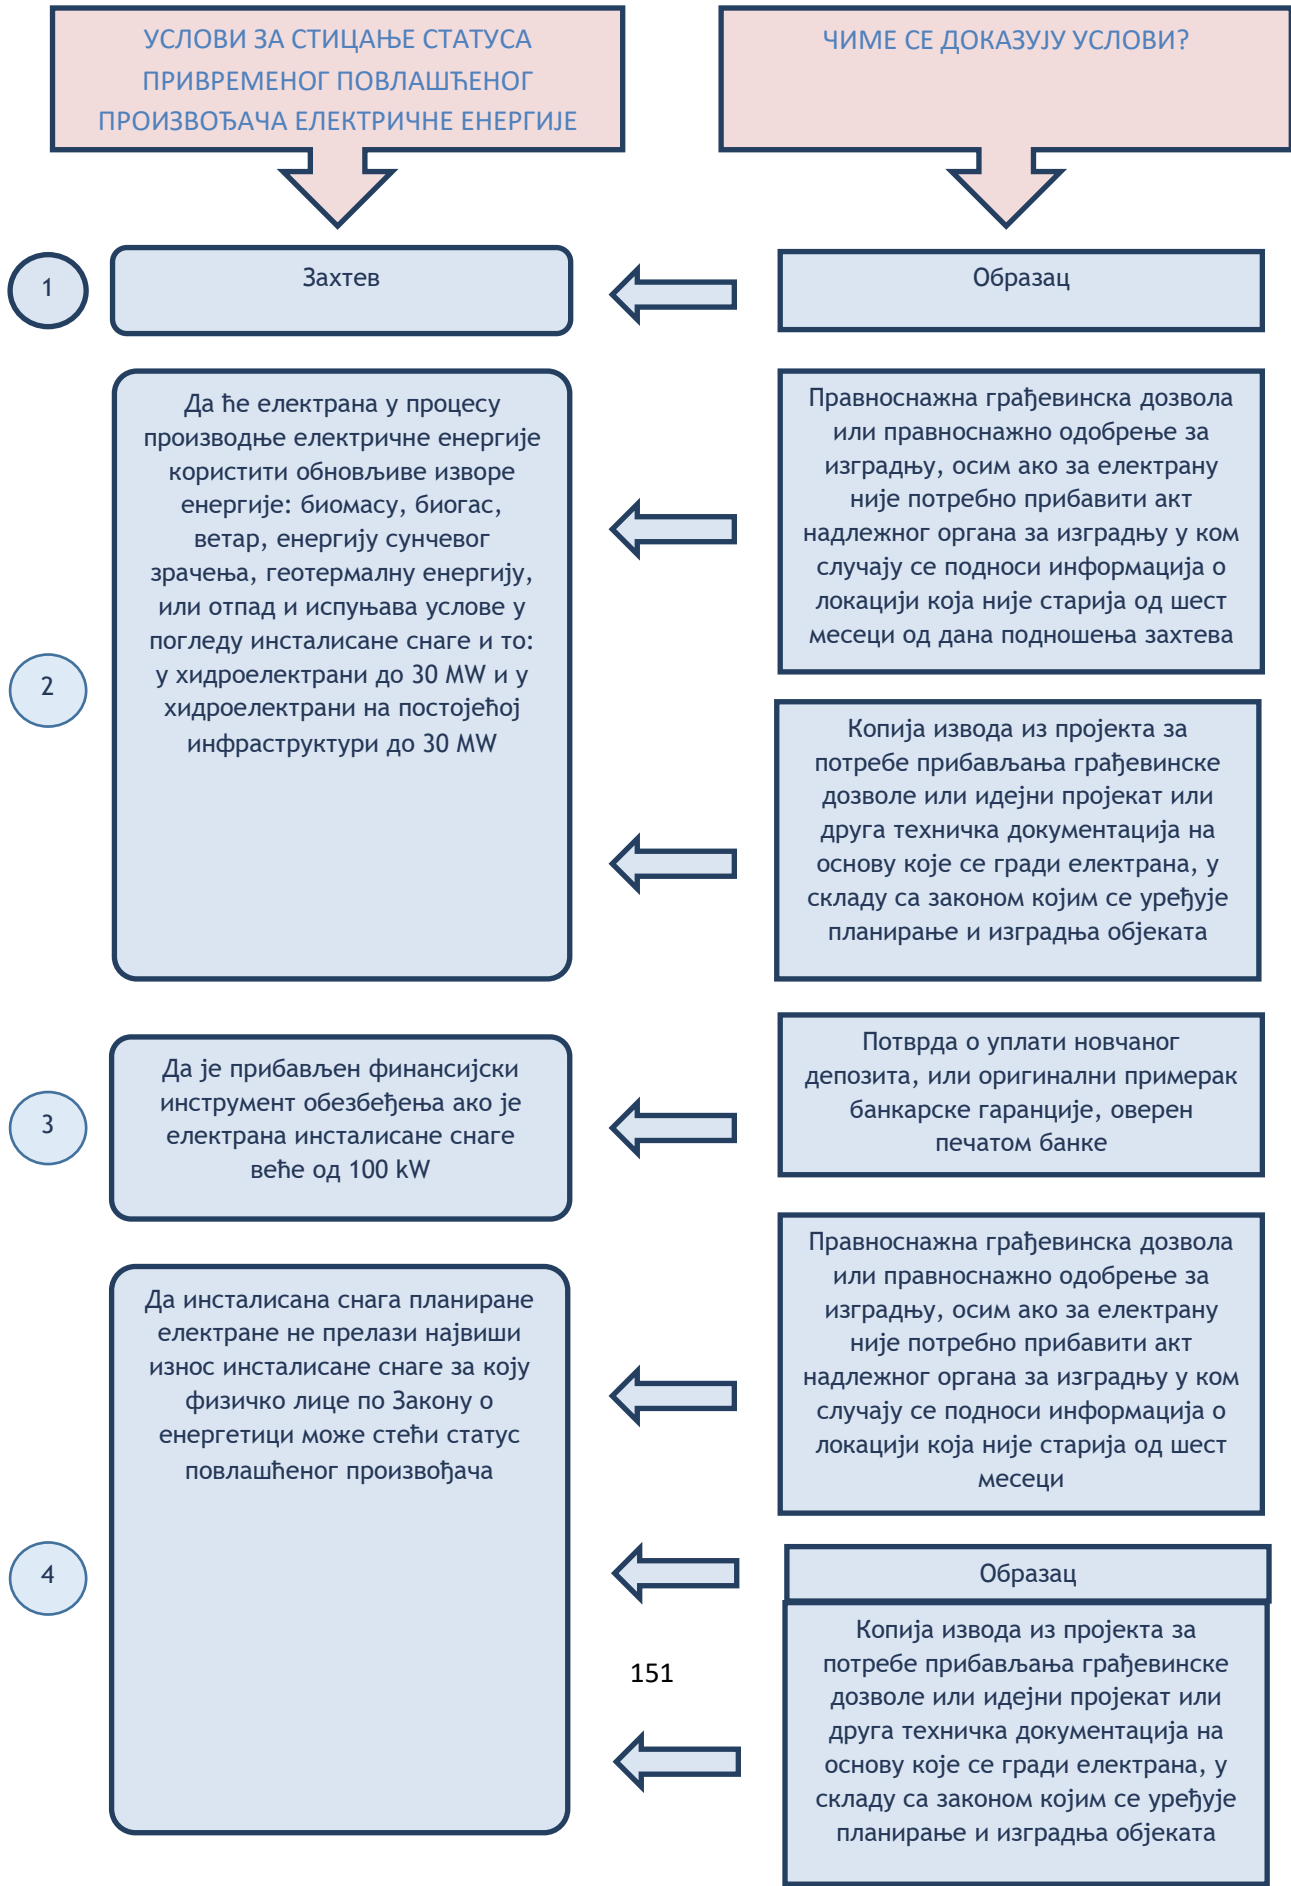 УСЛОВИ ЗА СТИЦАЊЕ СТАТУСА
ПРИВРЕМЕНОГ ПОВЛАШЋЕНОГ
ПРОИЗВОЂАЧА ЕЛЕКТРИЧНЕ ЕНЕРГИЈЕ
ЧИМЕ СЕ ДОКАЗУЈУ УСЛОВИ?
1
Захтев
Образац
2
Да ће електрана у процесу
производње електричне енергије
користити обновљиве изворе
енергије: биомасу, биогас,
ветар, енергију сунчевог
зрачења, геотермалну енергију,
или отпад и испуњава услове у
погледу инсталисане снаге и то:
у хидроелектрани до 30 MW и у
хидроелектрани на постојећој
инфраструктури до 30 MW
Правноснажна грађевинска дозвола
или правноснажно одобрење за
изградњу, осим ако за електрану
није потребно прибавити акт
надлежног органа за изградњу у ком
случају се подноси информација о
локацији која није старија од шест
месеци од дана подношења захтева
Копија извода из пројекта за
потребе прибављања грађевинске
дозволе или идејни пројекат или
друга техничка документација на
основу које се гради електрана, у
складу са законом којим се уређује
планирање и изградња објеката
3
Да је прибављен финансијски
инструмент обезбеђења ако је
електрана инсталисане снаге
веће од 100 kW
Потврда о уплати новчаног
депозита, или оригинални примерак
банкарске гаранције, оверен
печатом банке
4
Да инсталисана снага планиране
електране не прелази највиши
износ инсталисане снаге за коју
физичко лице по Закону о
енергетици може стећи статус
повлашћеног произвођача
Правноснажна грађевинска дозвола
или правноснажно одобрење за
изградњу, осим ако за електрану
није потребно прибавити акт
надлежног органа за изградњу у ком
случају се подноси информација о
локацији која није старија од шест
месеци
Образац
Копија извода из пројекта за
потребе прибављања грађевинске
дозволе или идејни пројекат или
друга техничка документација на
основу које се гради електрана, у
складу са законом којим се уређује
планирање и изградња објеката
151